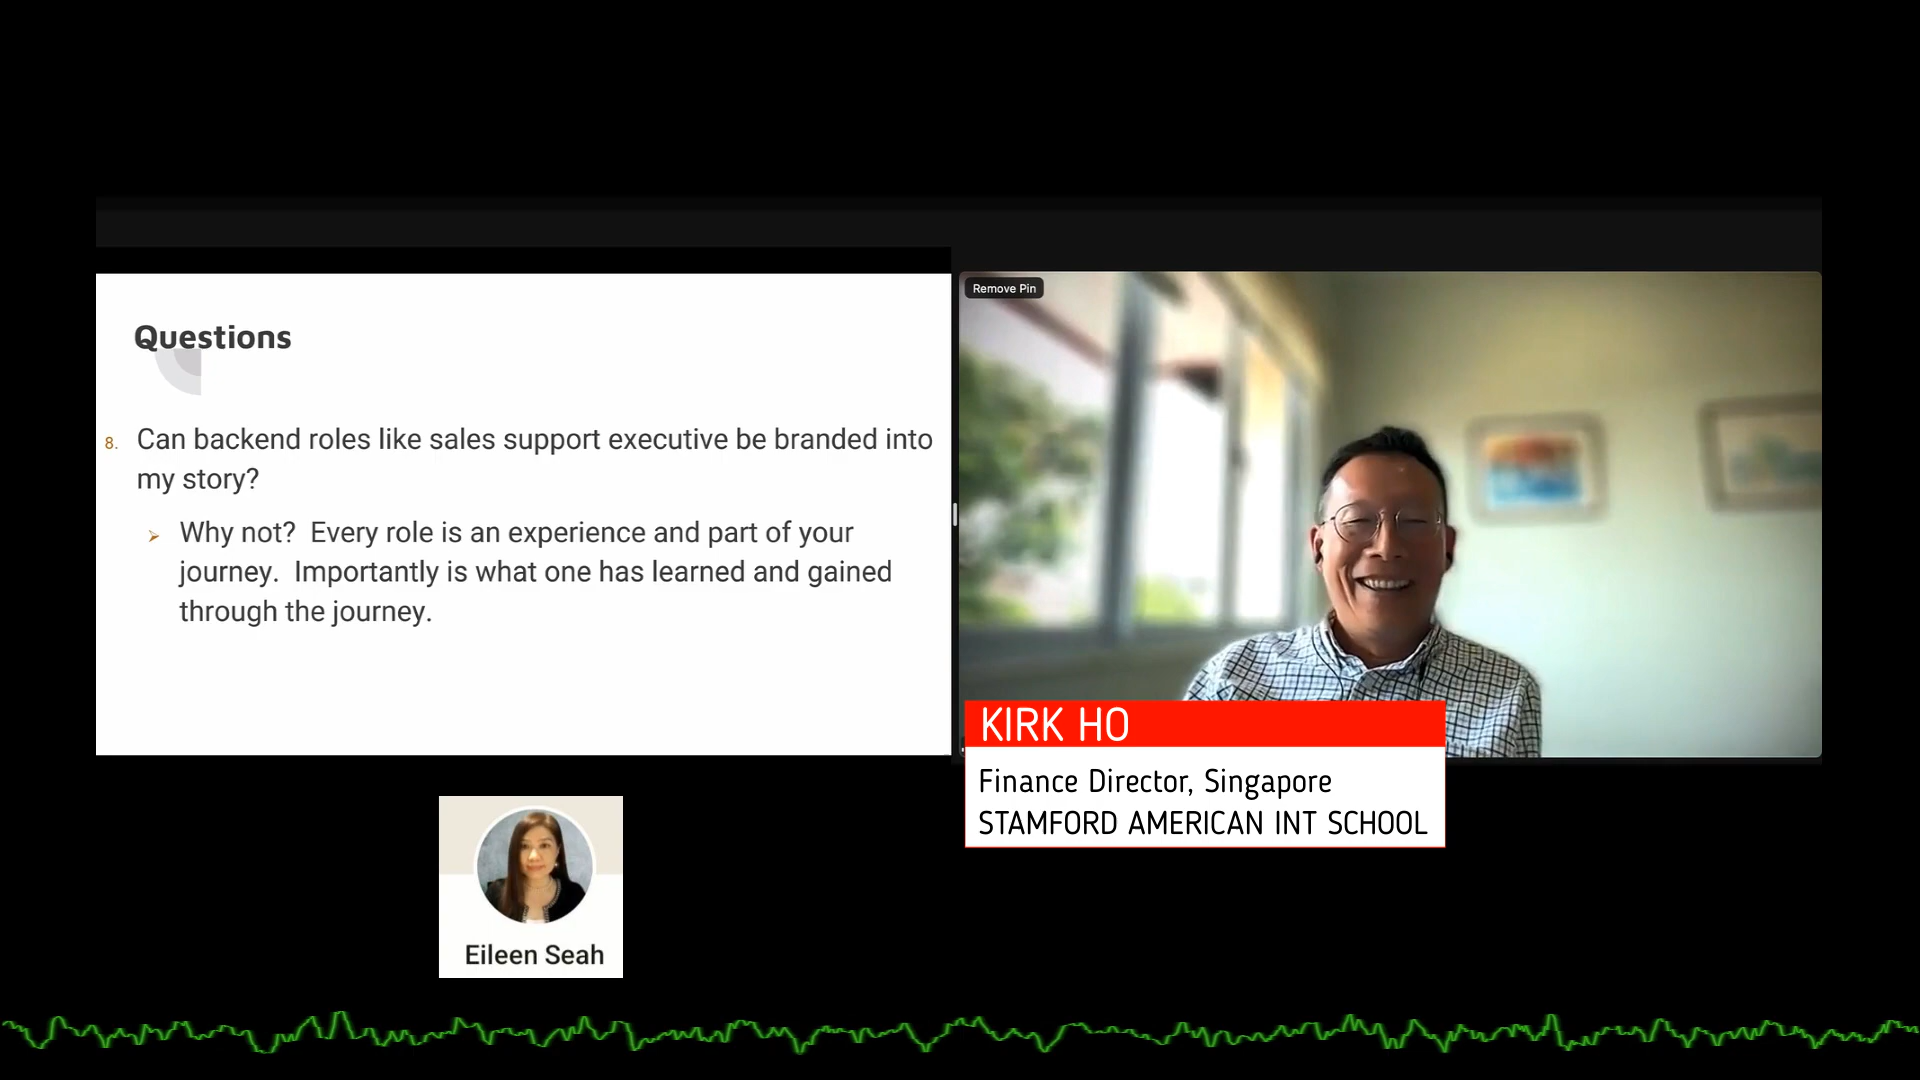 Questions
8. Can backend roles like sales support executive be branded into
my story?
Why not?  Every role is an experience and part of your
journey.  Importantly is what one has learned and gained
through the journey.
Remove Pin
KIRK HO
Finance Director, Singapore
STAMFORD AMERICAN INT SCHOOL
Eileen Seah